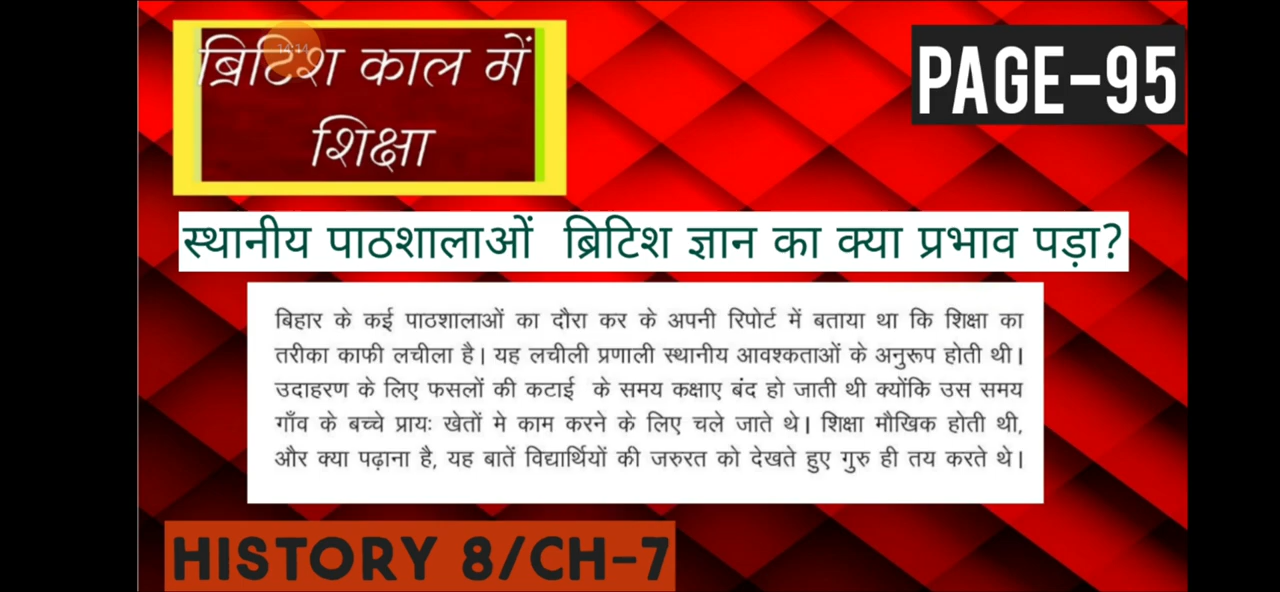 ब्रिटिश काल में
शिक्षा
14:14
PAGE-95
स्थानीय पाठशालाओं ब्रिटिश ज्ञान का क्या प्रभाव पड़ा?
बिहार के कई पाठशालाओं का दौरा कर के अपनी रिपोर्ट में बताया था कि शिक्षा का
तरीका काफी लचीला है। यह लचीली प्रणाली स्थानीय आवश्कताओं के अनुरूप होती थी।
उदाहरण के लिए फसलों की कटाई के समय कक्षाए बंद हो जाती थी क्योंकि उस समय
गाँव के बच्चे प्रायः खेतों मे काम करने के लिए चले जाते थे। शिक्षा मौखिक होती थी,
और क्या पढ़ाना है, यह बातें विद्यार्थियों की जरुरत को देखते हुए गुरु ही तय करते थे।
HISTORY 8/CH-7